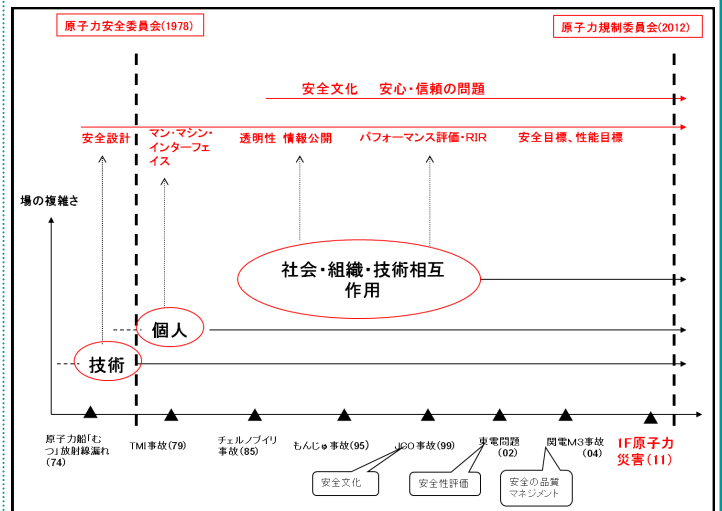 原子力安全委員会(1978)
原子力規制委員会(2012)
安全文化　安心・信頼の問題
安全設計
マン・マシン・
インターフェ
イス
透明性 情報公開
パフォーマンス評価・RIR
安全目標、性能目標
場の複雑さ
社会・組織・技術相互
作用
個人
技術
原子力船「む
つ」放射線漏れ
(74)
TMI事故(79)
チェルノブイリ
事故(85)
もんじゅ事故(95)
JCO事故(99)
東電問題
(02)
関電M3事故
(04)
1F原子力
災害(11)
安全文化
安全性評価
安全の品質
マネジメント